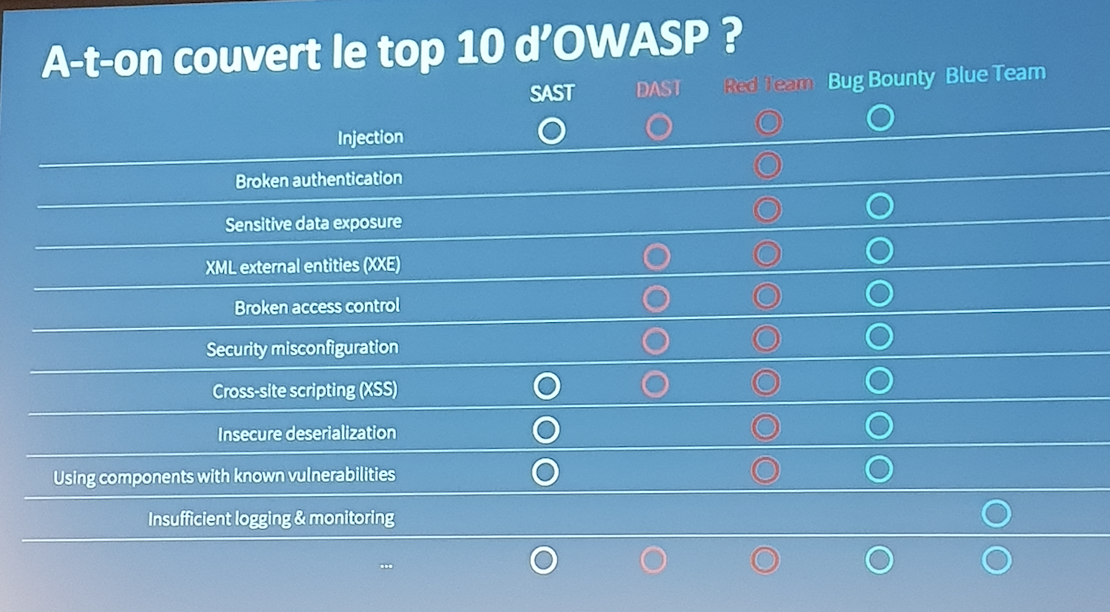 A-t-on couvert le top 10 d'OWASP ?
SAST DAST Red Team Bug Bounty Blue Team
Injection
Broken authentication
Sensitive data exposure
XML external entities (XXE)
Broken access control
Security misconfiguration
Cross-site scripting (XSS)
Insecure deserialization
Using components with known vulnerabilities
Insufficient logging & monitoring
...